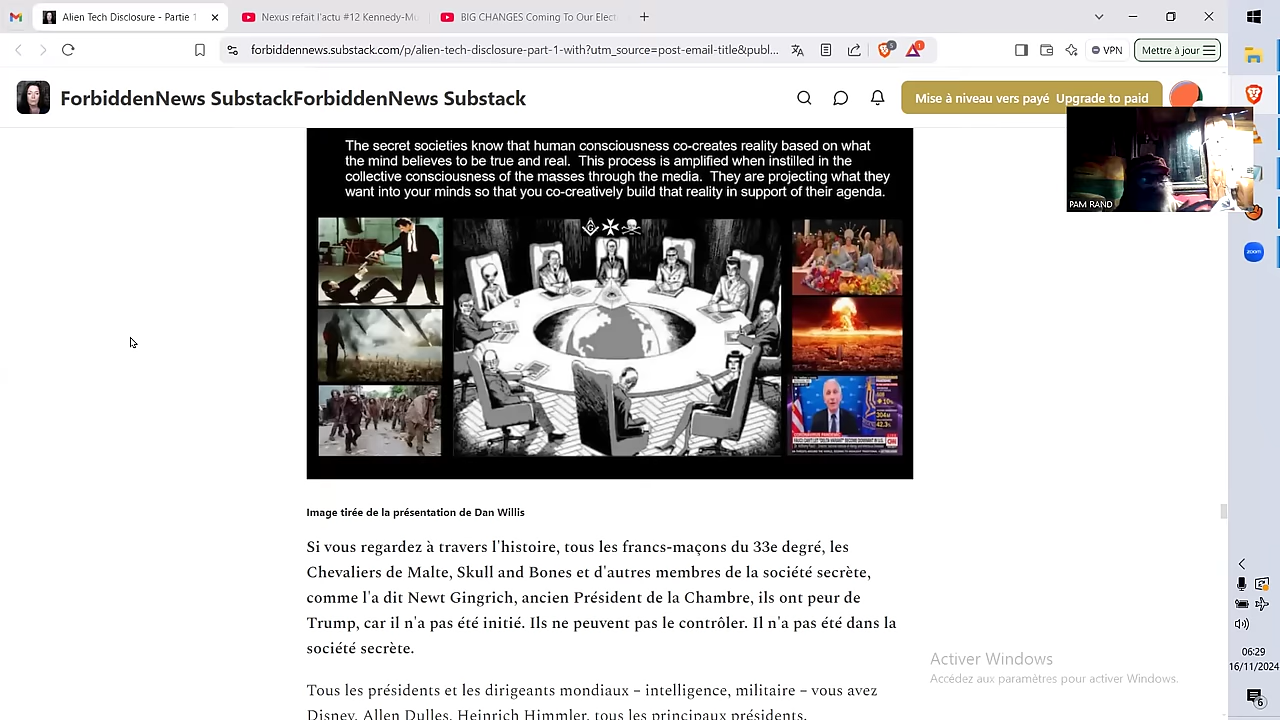 Alien Tech Disclosure - Partie 1
Nexus refait l'actu #12 Kennedy-Mu
BIG CHANGES Coming To Our Elect
forbiddennews.substack.com/p/alien-tech-disclosure-part-1-with?utm_source=post-email-title&publ...
VPN
Mettre à jour
ForbiddenNews SubstackForbiddenNews Substack
Mise à niveau vers payé Upgrade to paid
PAM RAND
zoom
The secret societies know that human consciousness co-creates reality based on what
the mind believes to be true and real. This process is amplified when instilled in the
collective consciousness of the masses through the media. They are projecting what they
want into your minds so that you co-creatively build that reality in support of their agenda.
G
304M
42.3%
CNN
Image tirée de la présentation de Dan Willis
Si vous regardez à travers l'histoire, tous les francs-maçons du 33e degré, les
Chevaliers de Malte, Skull and Bones et d'autres membres de la société secrète,
comme l'a dit Newt Gingrich, ancien Président de la Chambre, ils ont peur de
Trump, car il n'a pas été initié. Ils ne peuvent pas le contrôler. Il n'a pas été dans la
société secrète.
Tous les présidents et les dirigeants mondiaux – intelligence, militaire – vous avez
Disney, Allen Dulles, Heinrich Himmler, tous les principaux présidents.
Activer Windows
Accédez aux paramètres pour activer Windows.
06:29
16/11/2024
6